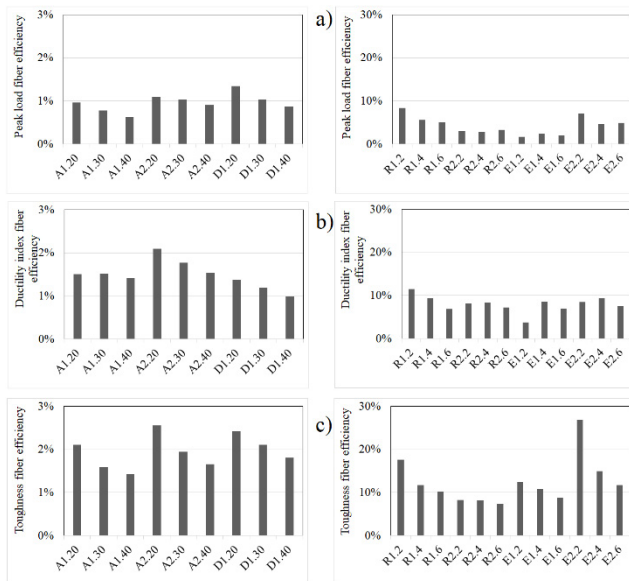 a)
Peak load fiber efficiency
3%
2%
1%
0%
A1.20
A1.30
A1.40
A2.20
A2.30
A2.40
D1.20
D1.30
D1.40
Peak load fiber efficiency
30%
20%
10%
0%
R1.2
R1.4
R1.6
R2.2
R2.4
R2.6
E1.2
E1.4
E1.6
E2.2
E2.4
E2.6
b)
Ductility index fiber
efficiency
3%
2%
1%
0%
A1.20
A1.30
A1.40
A2.20
A2.30
A2.40
D1.20
D1.30
D1.40
Ductility index fiber
efficiency
30%
20%
10%
0%
R1.2
R1.4
R1.6
R2.2
R2.4
R2.6
E1.2
E1.4
E1.6
E2.2
E2.4
E2.6
c)
Toughness fiber efficiency
3%
2%
1%
0%
A1.20
A1.30
A1.40
A2.20
A2.30
A2.40
D1.20
D1.30
D1.40
Toughness fiber efficiency
30%
20%
10%
0%
R1.2
R1.4
R1.6
R2.2
R2.4
R2.6
E1.2
E1.4
E1.6
E2.2
E2.4
E2.6